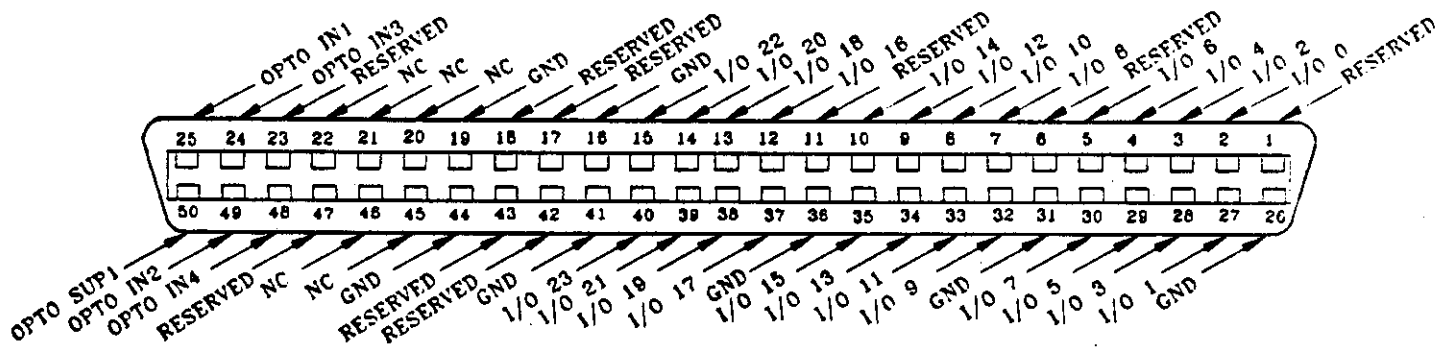 OPTO IN1
OPTO IN3
RESERVED
NC
NC
NC
GND
RESERVED
RESERVED
GND
I/O 22
I/O 20
I/O 18
I/O 16
RESERVED
I/O 14
I/O 12
I/O 10
I/O 8
RESERVED
I/O 6
I/O 4
I/O 2
I/O 0
RESERVED
25 24 23 22 21 20 19 18 17 16 15 14 13 12 11 10 9 8 7 6 5 4 3 2 1
50 49 48 47 46 45 44 43 42 41 40 39 38 37 36 35 34 33 32 31 30 29 28 27 26
OPTO SUP1
OPTO IN2
OPTO IN4
RESERVED
NC
NC
GND
RESERVED
RESERVED
GND
I/O 23
I/O 21
I/O 19
I/O 17
GND
I/O 15
I/O 13
I/O 11
I/O 9
GND
I/O 7
I/O 5
I/O 3
I/O 1
GND